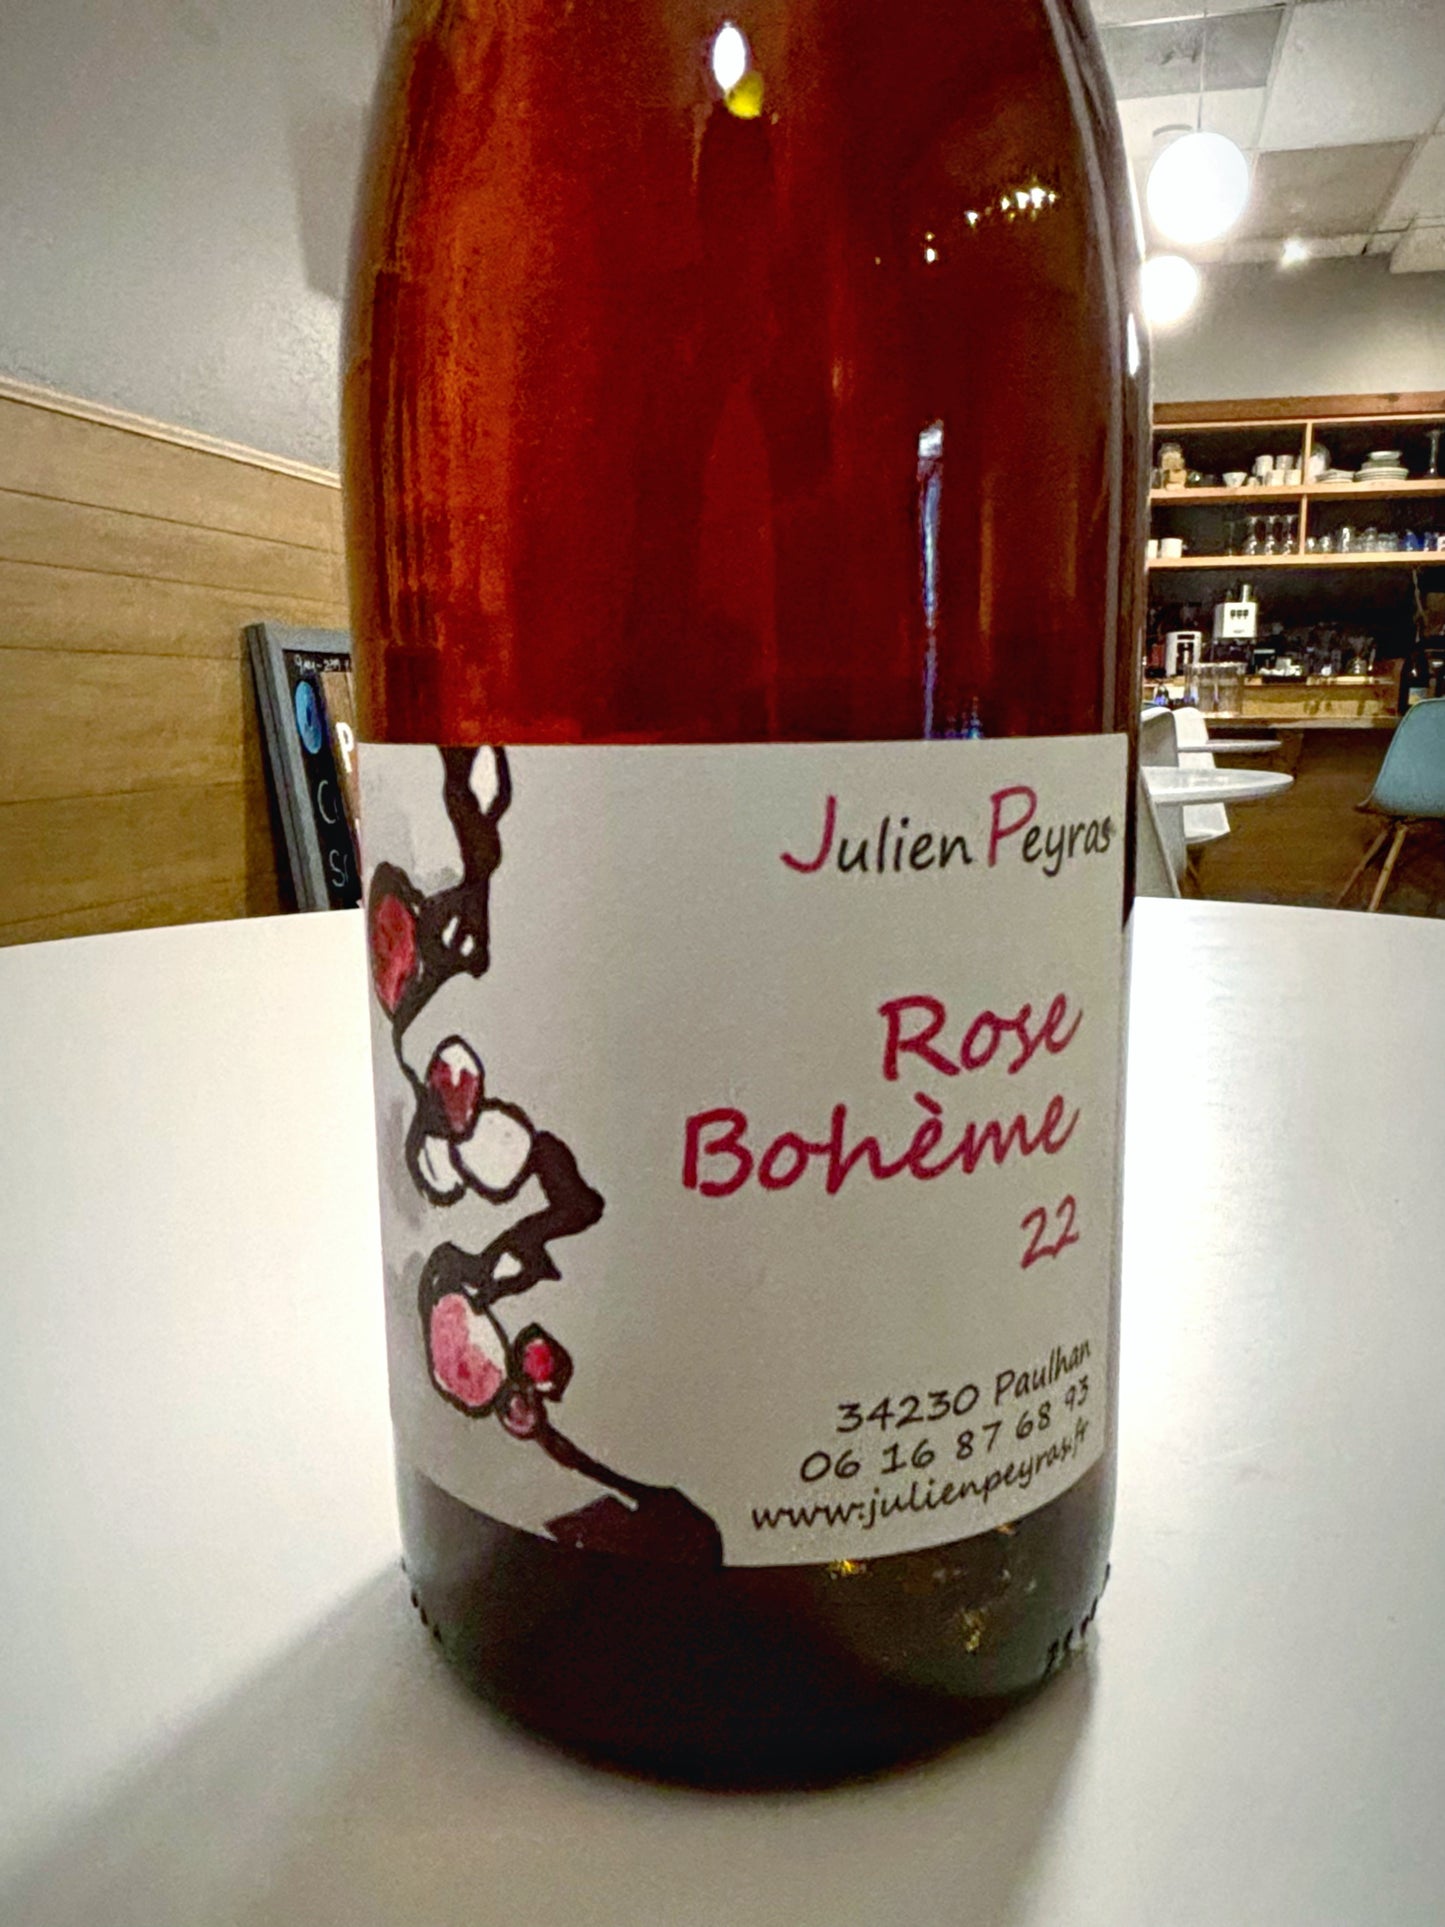 Julien Peyras
Rose
Bohème
22
34230 Paulhan
06 16 87 68 93
www.julienpeyras.fr